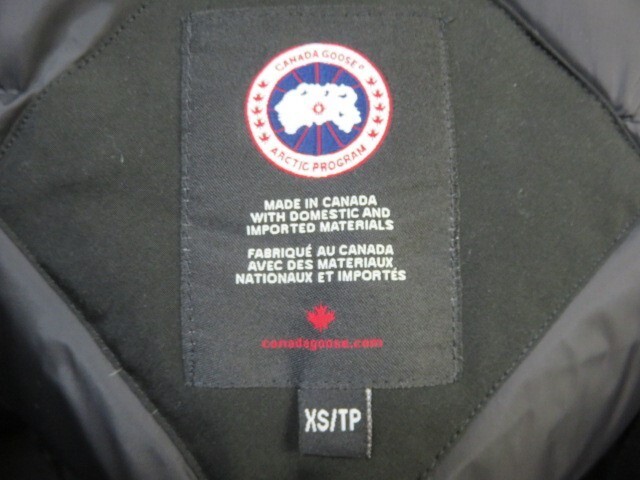 CANADA GOOSE®
ARCTIC PROGRAM
MADE IN CANADA
WITH DOMESTIC AND
IMPORTED MATERIALS
FABRIQUÉ AU CANADA
AVEC DES MATERIAUX
NATIONAUX ET IMPORTÉS
canadagoose.com
XS/TP